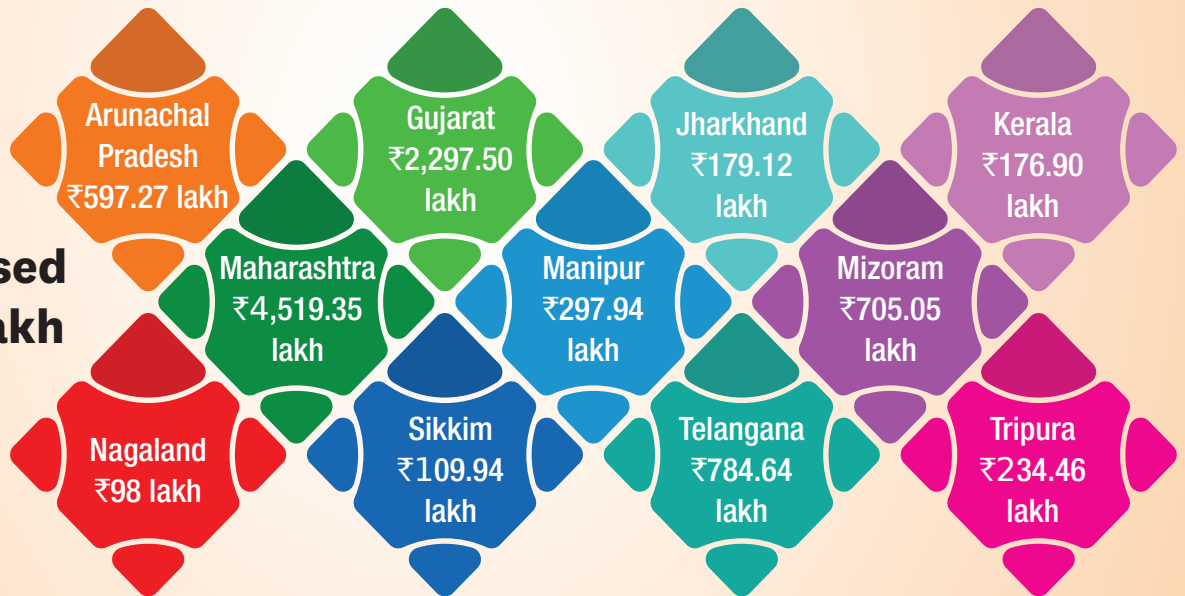 Arunachal
Pradesh
₹597.27 lakh
Gujarat
₹2,297.50
lakh
Jharkhand
₹179.12
lakh
Kerala
₹176.90
lakh
Maharashtra
₹4,519.35
lakh
Manipur
₹297.94
lakh
Mizoram
₹705.05
lakh
Nagaland
₹98 lakh
Sikkim
₹109.94
lakh
Telangana
₹784.64
lakh
Tripura
₹234.46
lakh